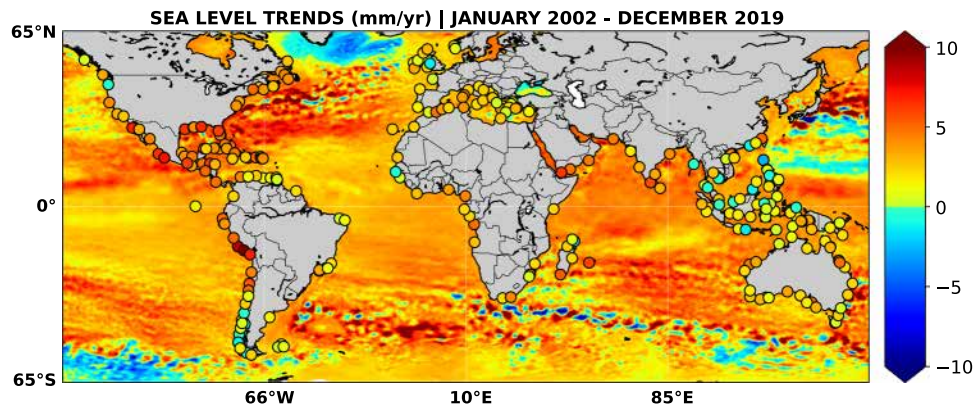 SEA LEVEL TRENDS (mm/yr) | JANUARY 2002 - DECEMBER 2019
65°N
0°
65°S
66°W
10°E
85°E
10
5
0
−5
−10